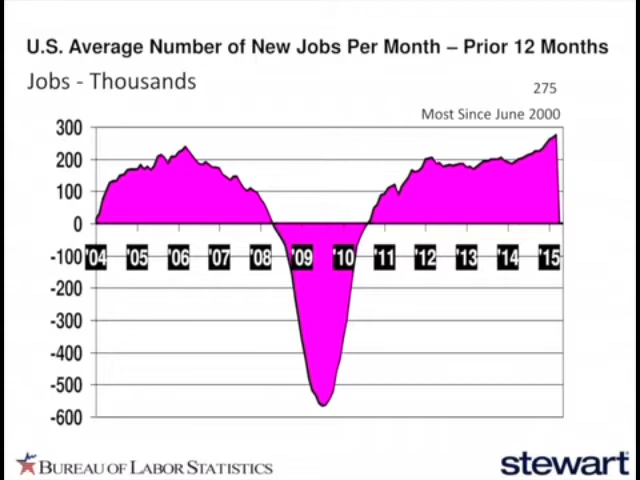 U.S. Average Number of New Jobs Per Month – Prior 12 Months
Jobs - Thousands
275
Most Since June 2000
300
200
100
0
-100
-200
-300
-400
-500
-600
'04 '05 '06 '07 '08 '09 '10 '11 '12 '13 '14 '15
BUREAU OF LABOR STATISTICS
stewart